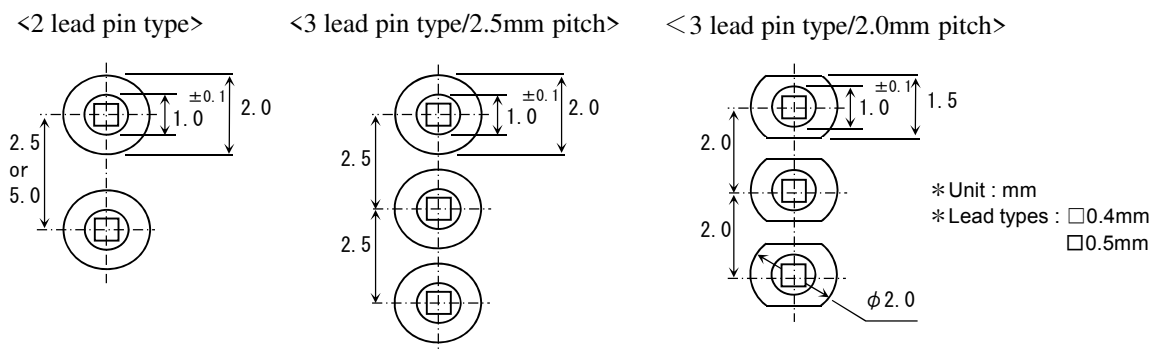 <2 lead pin type>
<3 lead pin type/2.5mm pitch>
＜3 lead pin type/2.0mm pitch>
±0.1
1.0
2.0
2.5
or
5.0
±0.1
1.0
2.0
2.5
2.5
±0.1
1.0
1.5
2.0
2.0
φ2.0
＊Unit : mm
＊Lead types : □0.4mm
□0.5mm